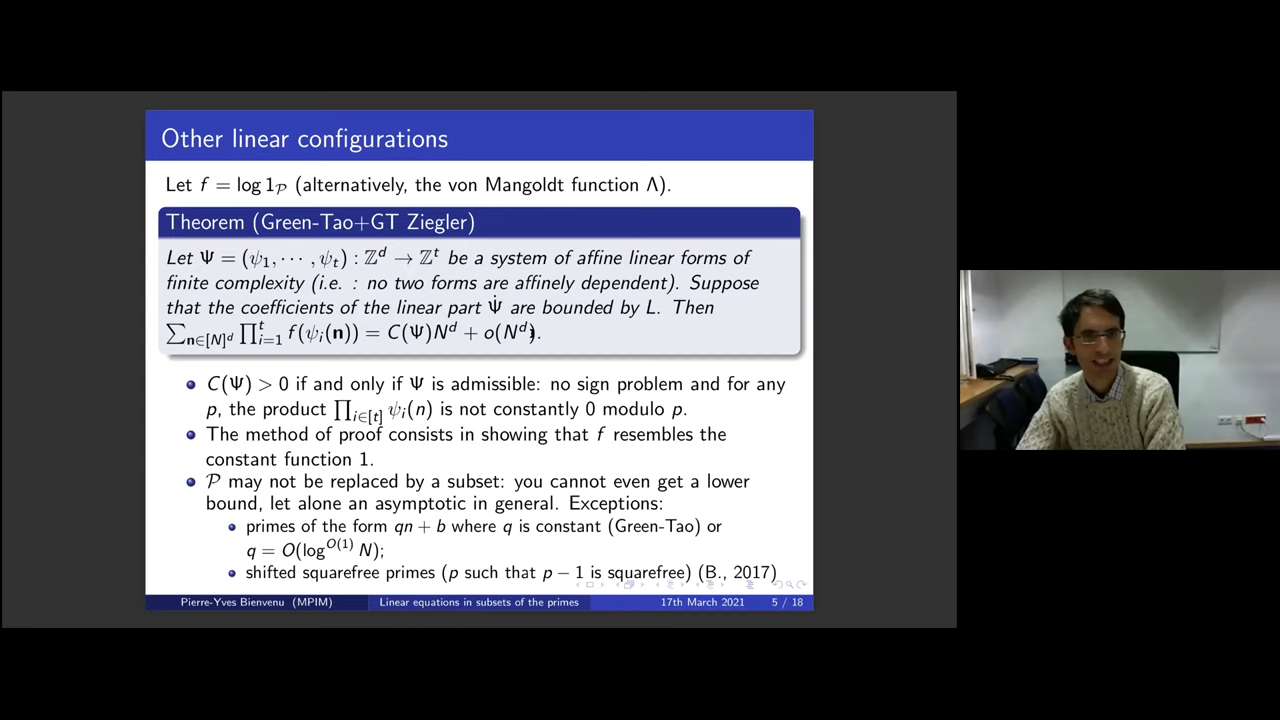 Other linear configurations
Let f = log 1_𝒫 (alternatively, the von Mangoldt function Λ).
Theorem (Green-Tao+GT Ziegler)
Let Ψ = (ψ₁, ⋯ , ψ_t) : ℤ^d → ℤ^t be a system of affine linear forms of
finite complexity (i.e. : no two forms are affinely dependent). Suppose
that the coefficients of the linear part Ψ̇ are bounded by L. Then
∑_{n∈[N]^d} ∏_{i=1}^t f(ψ_i(n)) = C(Ψ)N^d + o(N^d).
• C(Ψ) > 0 if and only if Ψ is admissible: no sign problem and for any
p, the product ∏_{i∈[t]} ψ_i(n) is not constantly 0 modulo p.
• The method of proof consists in showing that f resembles the
constant function 1.
• 𝒫 may not be replaced by a subset: you cannot even get a lower
bound, let alone an asymptotic in general. Exceptions:
• primes of the form qn + b where q is constant (Green-Tao) or
q = O(log^{O(1)} N);
• shifted squarefree primes (p such that p − 1 is squarefree) (B., 2017)
Pierre-Yves Bienvenu (MPIM) Linear equations in subsets of the primes 17th March 2021 5 / 18